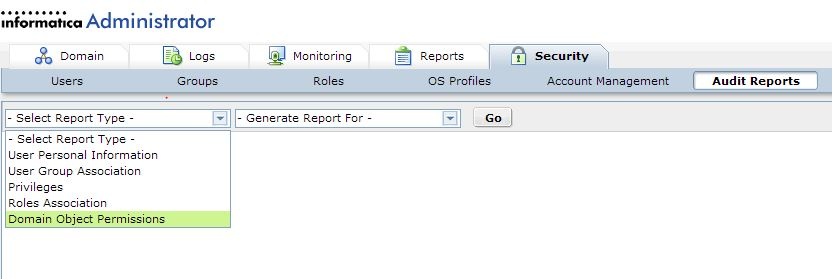 informatica Administrator
Domain Logs Monitoring Reports Security
Users Groups Roles OS Profiles Account Management Audit Reports
- Select Report Type - - Generate Report For - Go
- Select Report Type -
User Personal Information
User Group Association
Privileges
Roles Association
Domain Object Permissions